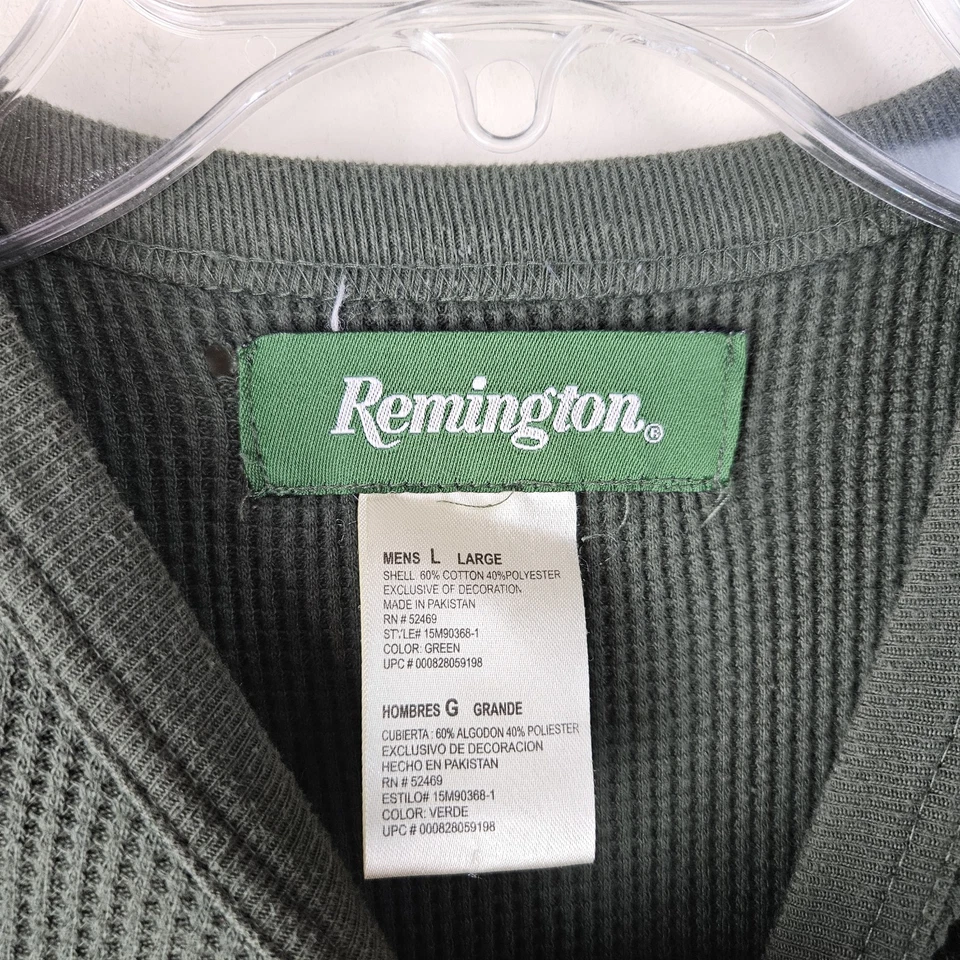 Remington®
MENS L LARGE
SHELL: 60% COTTON 40%POLYESTER
EXCLUSIVE OF DECORATION
MADE IN PAKISTAN
RN # 52469
STYLE# 15M90368-1
COLOR: GREEN
UPC # 000828059198
HOMBRES G GRANDE
CUBIERTA : 60% ALGODON 40% POLIESTER
EXCLUSIVO DE DECORACION
HECHO EN PAKISTAN
RN # 52469
ESTILO# 15M90368-1
COLOR: VERDE
UPC # 000828059198